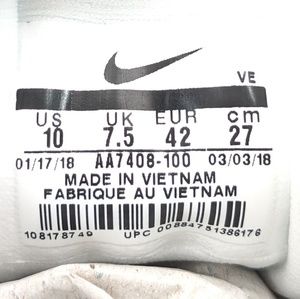 VE
US UK EUR cm
10 7.5 42 27
01/17/18 AA7408-100 03/03/18
MADE IN VIETNAM
FABRIQUE AU VIETNAM
108178749 UPC 00884751386176